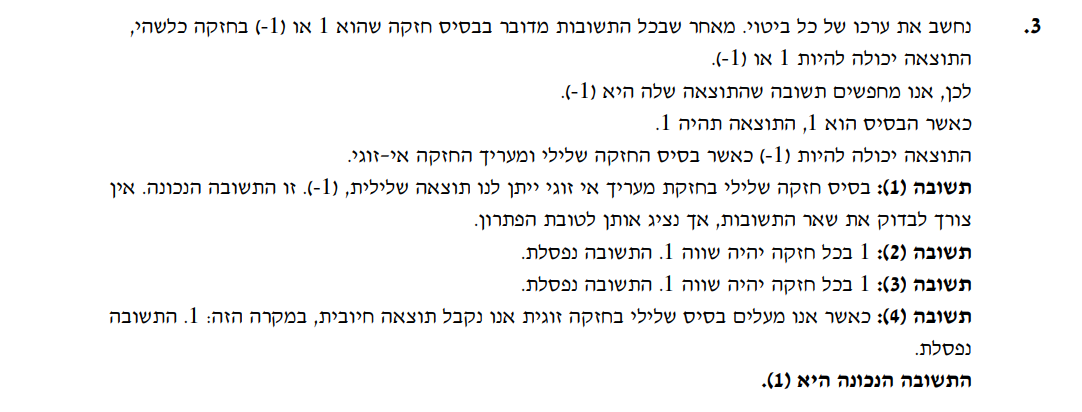 3. נחשב את ערכו של כל ביטוי. מאחר שבכל התשובות מדובר בבסיס חזקה שהוא 1 או (1-) בחזקה כלשהי,
התוצאה יכולה להיות 1 או (1-).
לכן, אנו מחפשים תשובה שהתוצאה שלה היא (1-).
כאשר הבסיס הוא 1, התוצאה תהיה 1.
התוצאה יכולה להיות (1-) כאשר בסיס החזקה שלילי ומעריך החזקה אי-זוגי.
תשובה (1): בסיס חזקה שלילי בחזקת מעריך אי זוגי ייתן לנו תוצאה שלילית, (1-). זו התשובה הנכונה. אין
צורך לבדוק את שאר התשובות, אך נציג אותן לטובת הפתרון.
תשובה (2): 1 בכל חזקה יהיה שווה 1. התשובה נפסלת.
תשובה (3): 1 בכל חזקה יהיה שווה 1. התשובה נפסלת.
תשובה (4): כאשר אנו מעלים בסיס שלילי בחזקה זוגית אנו נקבל תוצאה חיובית, במקרה הזה: 1. התשובה
נפסלת.
התשובה הנכונה היא (1).